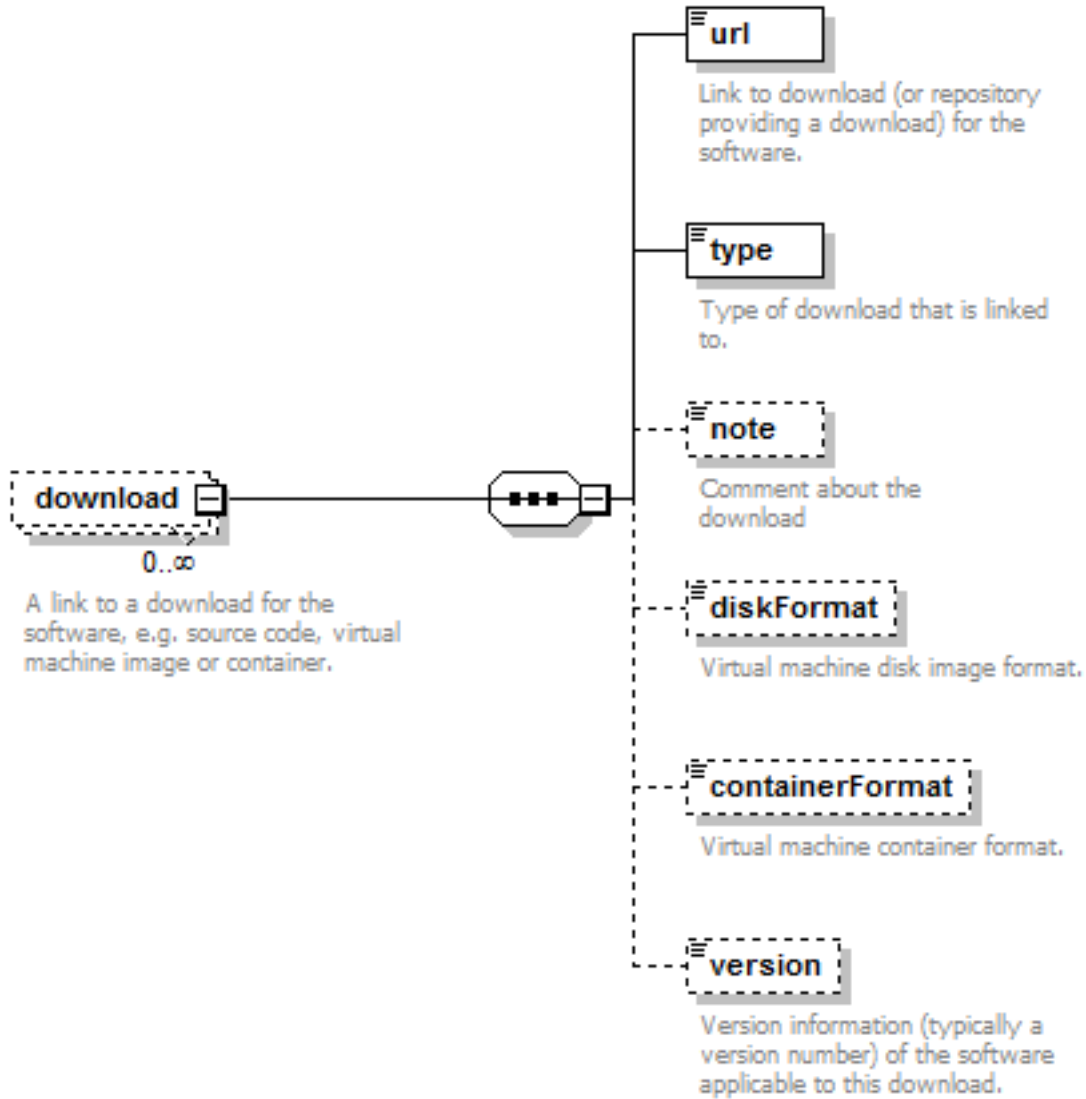 url
Link to download (or repository
providing a download) for the
software.
type
Type of download that is linked
to.
note
Comment about the
download
download
0..∞
A link to a download for the
software, e.g. source code, virtual
machine image or container.
diskFormat
Virtual machine disk image format.
containerFormat
Virtual machine container format.
version
Version information (typically a
version number) of the software
applicable to this download.